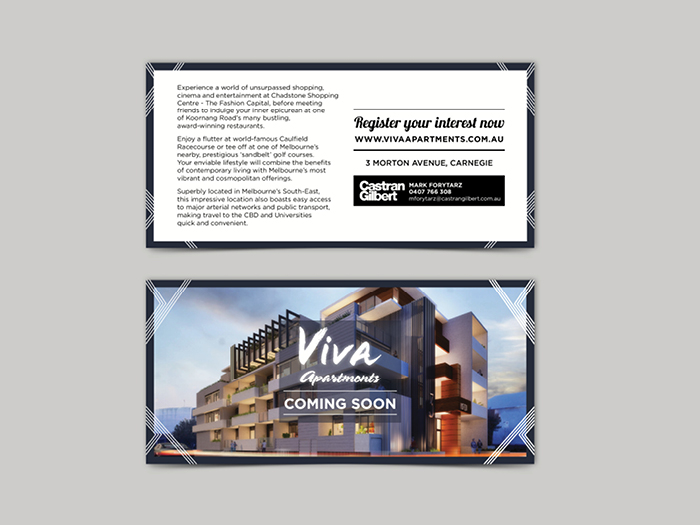 Experience a world of unsurpassed shopping,
cinema and entertainment at Chadstone Shopping
Centre - The Fashion Capital, before meeting
friends to indulge your inner epicurean at one
of Koornang Road's many bustling,
award-winning restaurants.
Enjoy a flutter at world-famous Caulfield
Racecourse or tee off at one of Melbourne's
nearby, prestigious 'sandbelt' golf courses.
Your enviable lifestyle will combine the benefits
of contemporary living with Melbourne's most
vibrant and cosmopolitan offerings.
Superbly located in Melbourne's South-East,
this impressive location also boasts easy access
to major arterial networks and public transport,
making travel to the CBD and Universities
quick and convenient.
Register your interest now
WWW.VIVAAPARTMENTS.COM.AU
3 MORTON AVENUE, CARNEGIE
Castran
Gilbert
MARK FORYTARZ
0407 766 308
mforytarz@castrangilbert.com.au
Viva
Apartments
COMING SOON